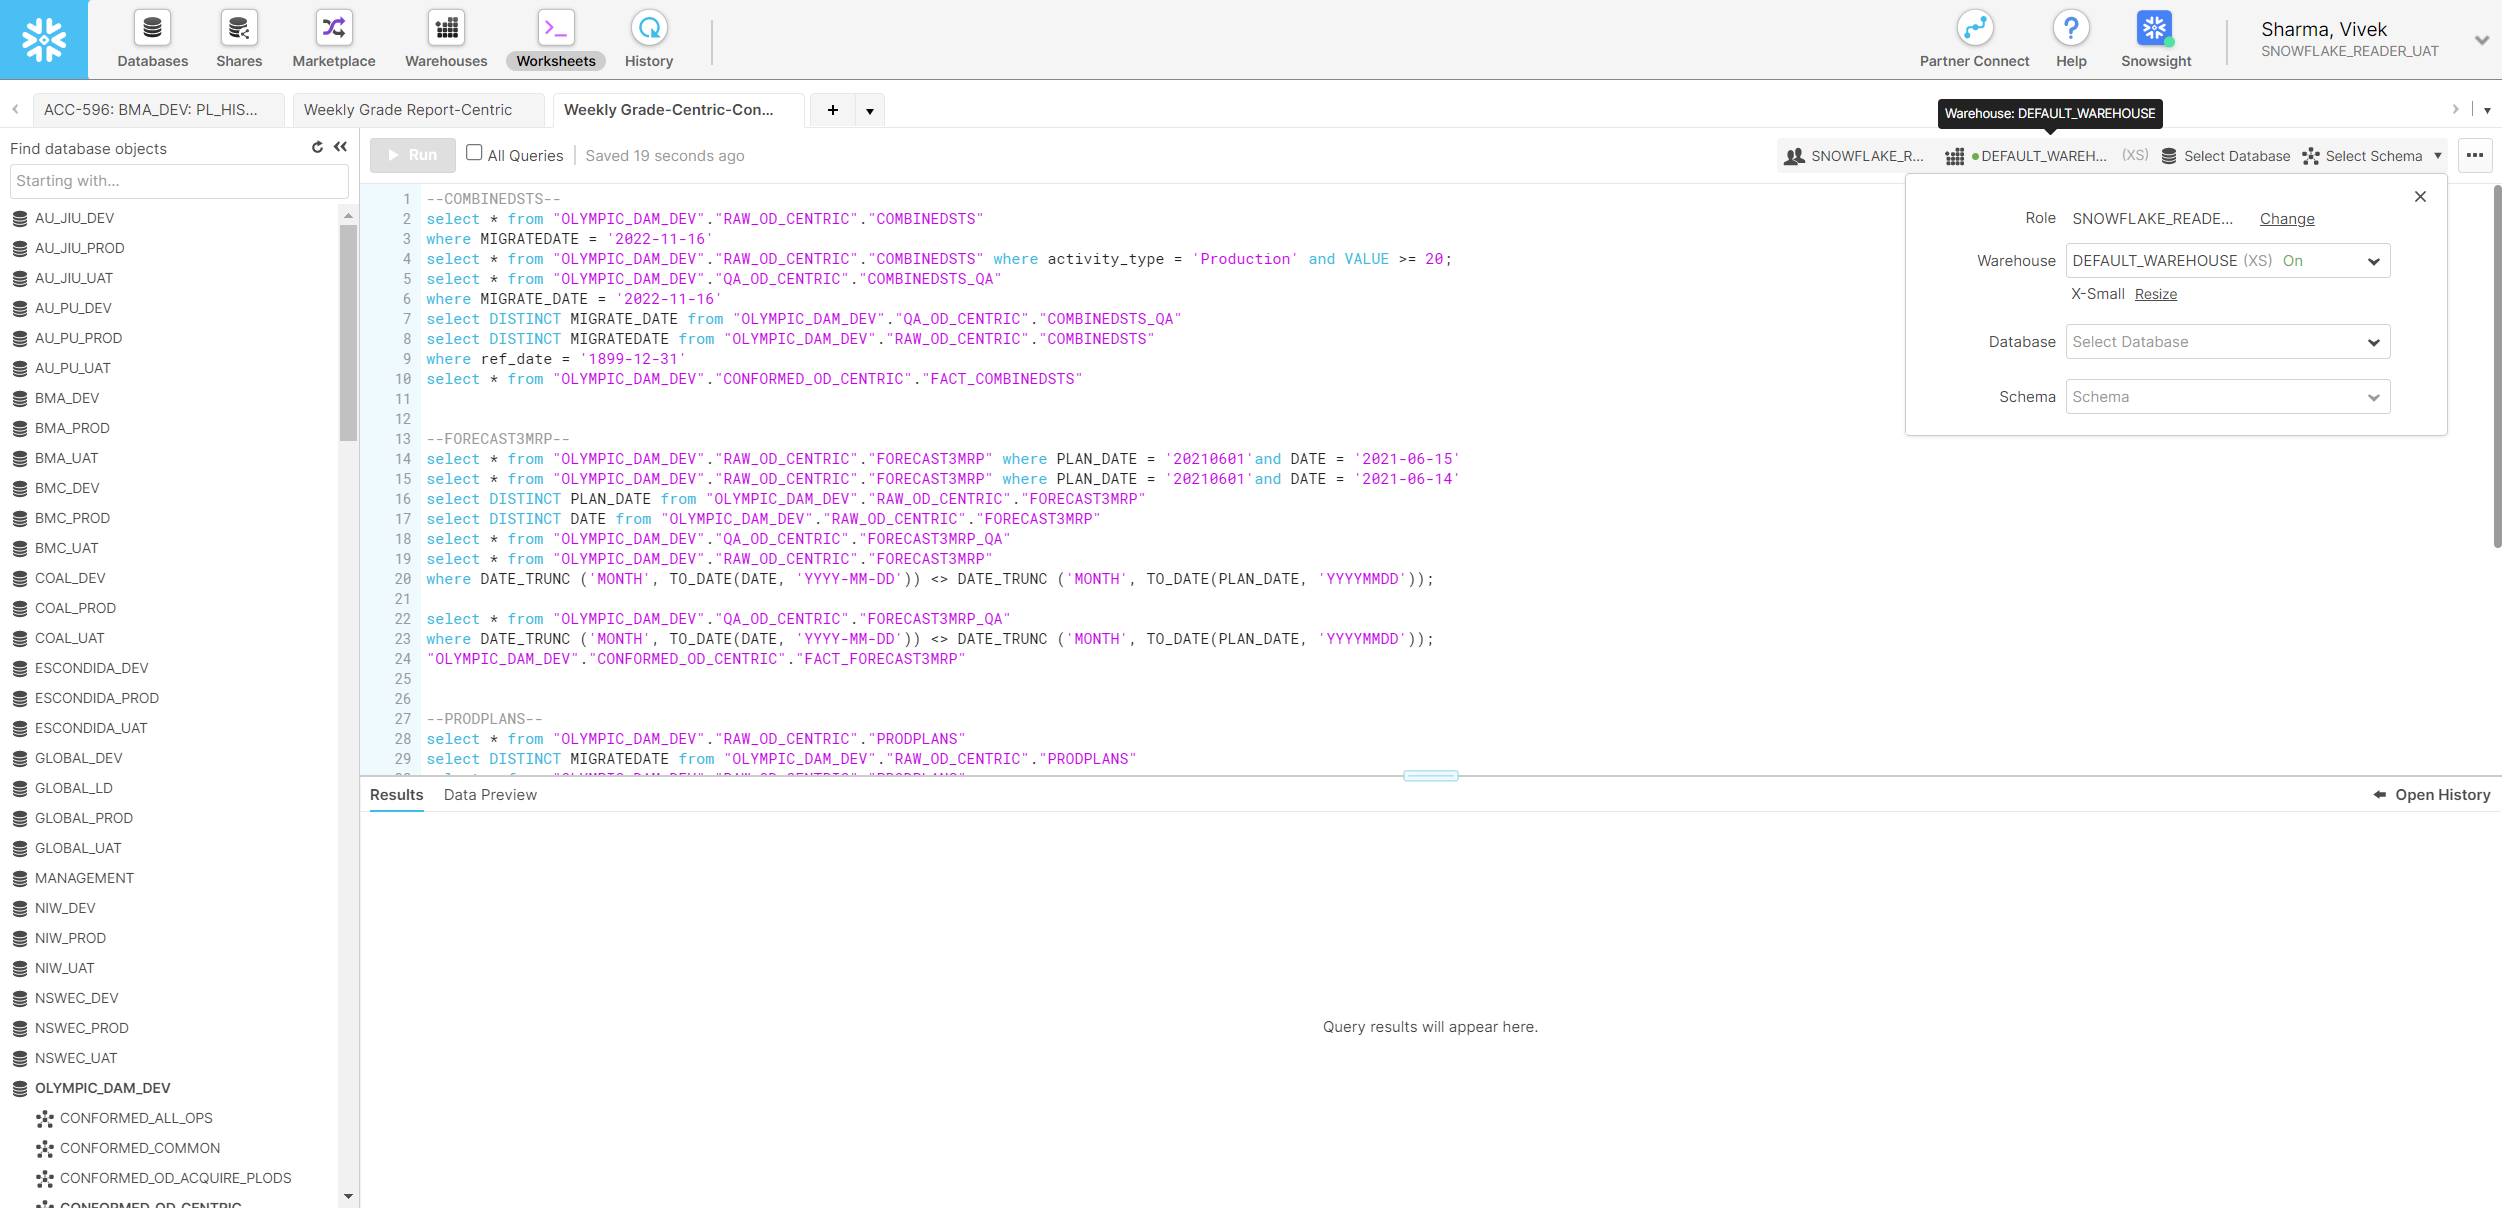 Databases
Shares
Marketplace
Warehouses
Worksheets
History
Partner Connect
Help
Snowsight
Sharma, Vivek
SNOWFLAKE_READER_UAT
ACC-596: BMA_DEV: PL_HIS...
Weekly Grade Report-Centric
Weekly Grade-Centric-Con...
+
Warehouse: DEFAULT_WAREHOUSE
Find database objects
Starting with...
Run
All Queries
Saved 19 seconds ago
SNOWFLAKE_R...
DEFAULT_WAREH... (XS)
Select Database
Select Schema
Role SNOWFLAKE_READE... Change
Warehouse DEFAULT_WAREHOUSE (XS) On
X-Small Resize
Database Select Database
Schema Schema
AU_JIU_DEV
AU_JIU_PROD
AU_JIU_UAT
AU_PU_DEV
AU_PU_PROD
AU_PU_UAT
BMA_DEV
BMA_PROD
BMA_UAT
BMC_DEV
BMC_PROD
BMC_UAT
COAL_DEV
COAL_PROD
COAL_UAT
ESCONDIDA_DEV
ESCONDIDA_PROD
ESCONDIDA_UAT
GLOBAL_DEV
GLOBAL_LD
GLOBAL_PROD
GLOBAL_UAT
MANAGEMENT
NIW_DEV
NIW_PROD
NIW_UAT
NSWEC_DEV
NSWEC_PROD
NSWEC_UAT
OLYMPIC_DAM_DEV
CONFORMED_ALL_OPS
CONFORMED_COMMON
CONFORMED_OD_ACQUIRE_PLODS
CONFORMED_OD_CENTRIC
1 --COMBINEDSTS--
2 select * from "OLYMPIC_DAM_DEV"."RAW_OD_CENTRIC"."COMBINEDSTS"
3 where MIGRATEDATE = '2022-11-16'
4 select * from "OLYMPIC_DAM_DEV"."RAW_OD_CENTRIC"."COMBINEDSTS" where activity_type = 'Production' and VALUE >= 20;
5 select * from "OLYMPIC_DAM_DEV"."QA_OD_CENTRIC"."COMBINEDSTS_QA"
6 where MIGRATE_DATE = '2022-11-16'
7 select DISTINCT MIGRATE_DATE from "OLYMPIC_DAM_DEV"."QA_OD_CENTRIC"."COMBINEDSTS_QA"
8 select DISTINCT MIGRATEDATE from "OLYMPIC_DAM_DEV"."RAW_OD_CENTRIC"."COMBINEDSTS"
9 where ref_date = '1899-12-31'
10 select * from "OLYMPIC_DAM_DEV"."CONFORMED_OD_CENTRIC"."FACT_COMBINEDSTS"
11
12
13 --FORECAST3MRP--
14 select * from "OLYMPIC_DAM_DEV"."RAW_OD_CENTRIC"."FORECAST3MRP" where PLAN_DATE = '20210601'and DATE = '2021-06-15'
15 select * from "OLYMPIC_DAM_DEV"."RAW_OD_CENTRIC"."FORECAST3MRP" where PLAN_DATE = '20210601'and DATE = '2021-06-14'
16 select DISTINCT PLAN_DATE from "OLYMPIC_DAM_DEV"."RAW_OD_CENTRIC"."FORECAST3MRP"
17 select DISTINCT DATE from "OLYMPIC_DAM_DEV"."RAW_OD_CENTRIC"."FORECAST3MRP"
18 select * from "OLYMPIC_DAM_DEV"."QA_OD_CENTRIC"."FORECAST3MRP_QA"
19 select * from "OLYMPIC_DAM_DEV"."RAW_OD_CENTRIC"."FORECAST3MRP"
20 where DATE_TRUNC ('MONTH', TO_DATE(DATE, 'YYYY-MM-DD')) <> DATE_TRUNC ('MONTH', TO_DATE(PLAN_DATE, 'YYYYMMDD'));
21
22 select * from "OLYMPIC_DAM_DEV"."QA_OD_CENTRIC"."FORECAST3MRP_QA"
23 where DATE_TRUNC ('MONTH', TO_DATE(DATE, 'YYYY-MM-DD')) <> DATE_TRUNC ('MONTH', TO_DATE(PLAN_DATE, 'YYYYMMDD'));
24 "OLYMPIC_DAM_DEV"."CONFORMED_OD_CENTRIC"."FACT_FORECAST3MRP"
25
26
27 --PRODPLANS--
28 select * from "OLYMPIC_DAM_DEV"."RAW_OD_CENTRIC"."PRODPLANS"
29 select DISTINCT MIGRATEDATE from "OLYMPIC_DAM_DEV"."RAW_OD_CENTRIC"."PRODPLANS"
Results
Data Preview
Open History
Query results will appear here.